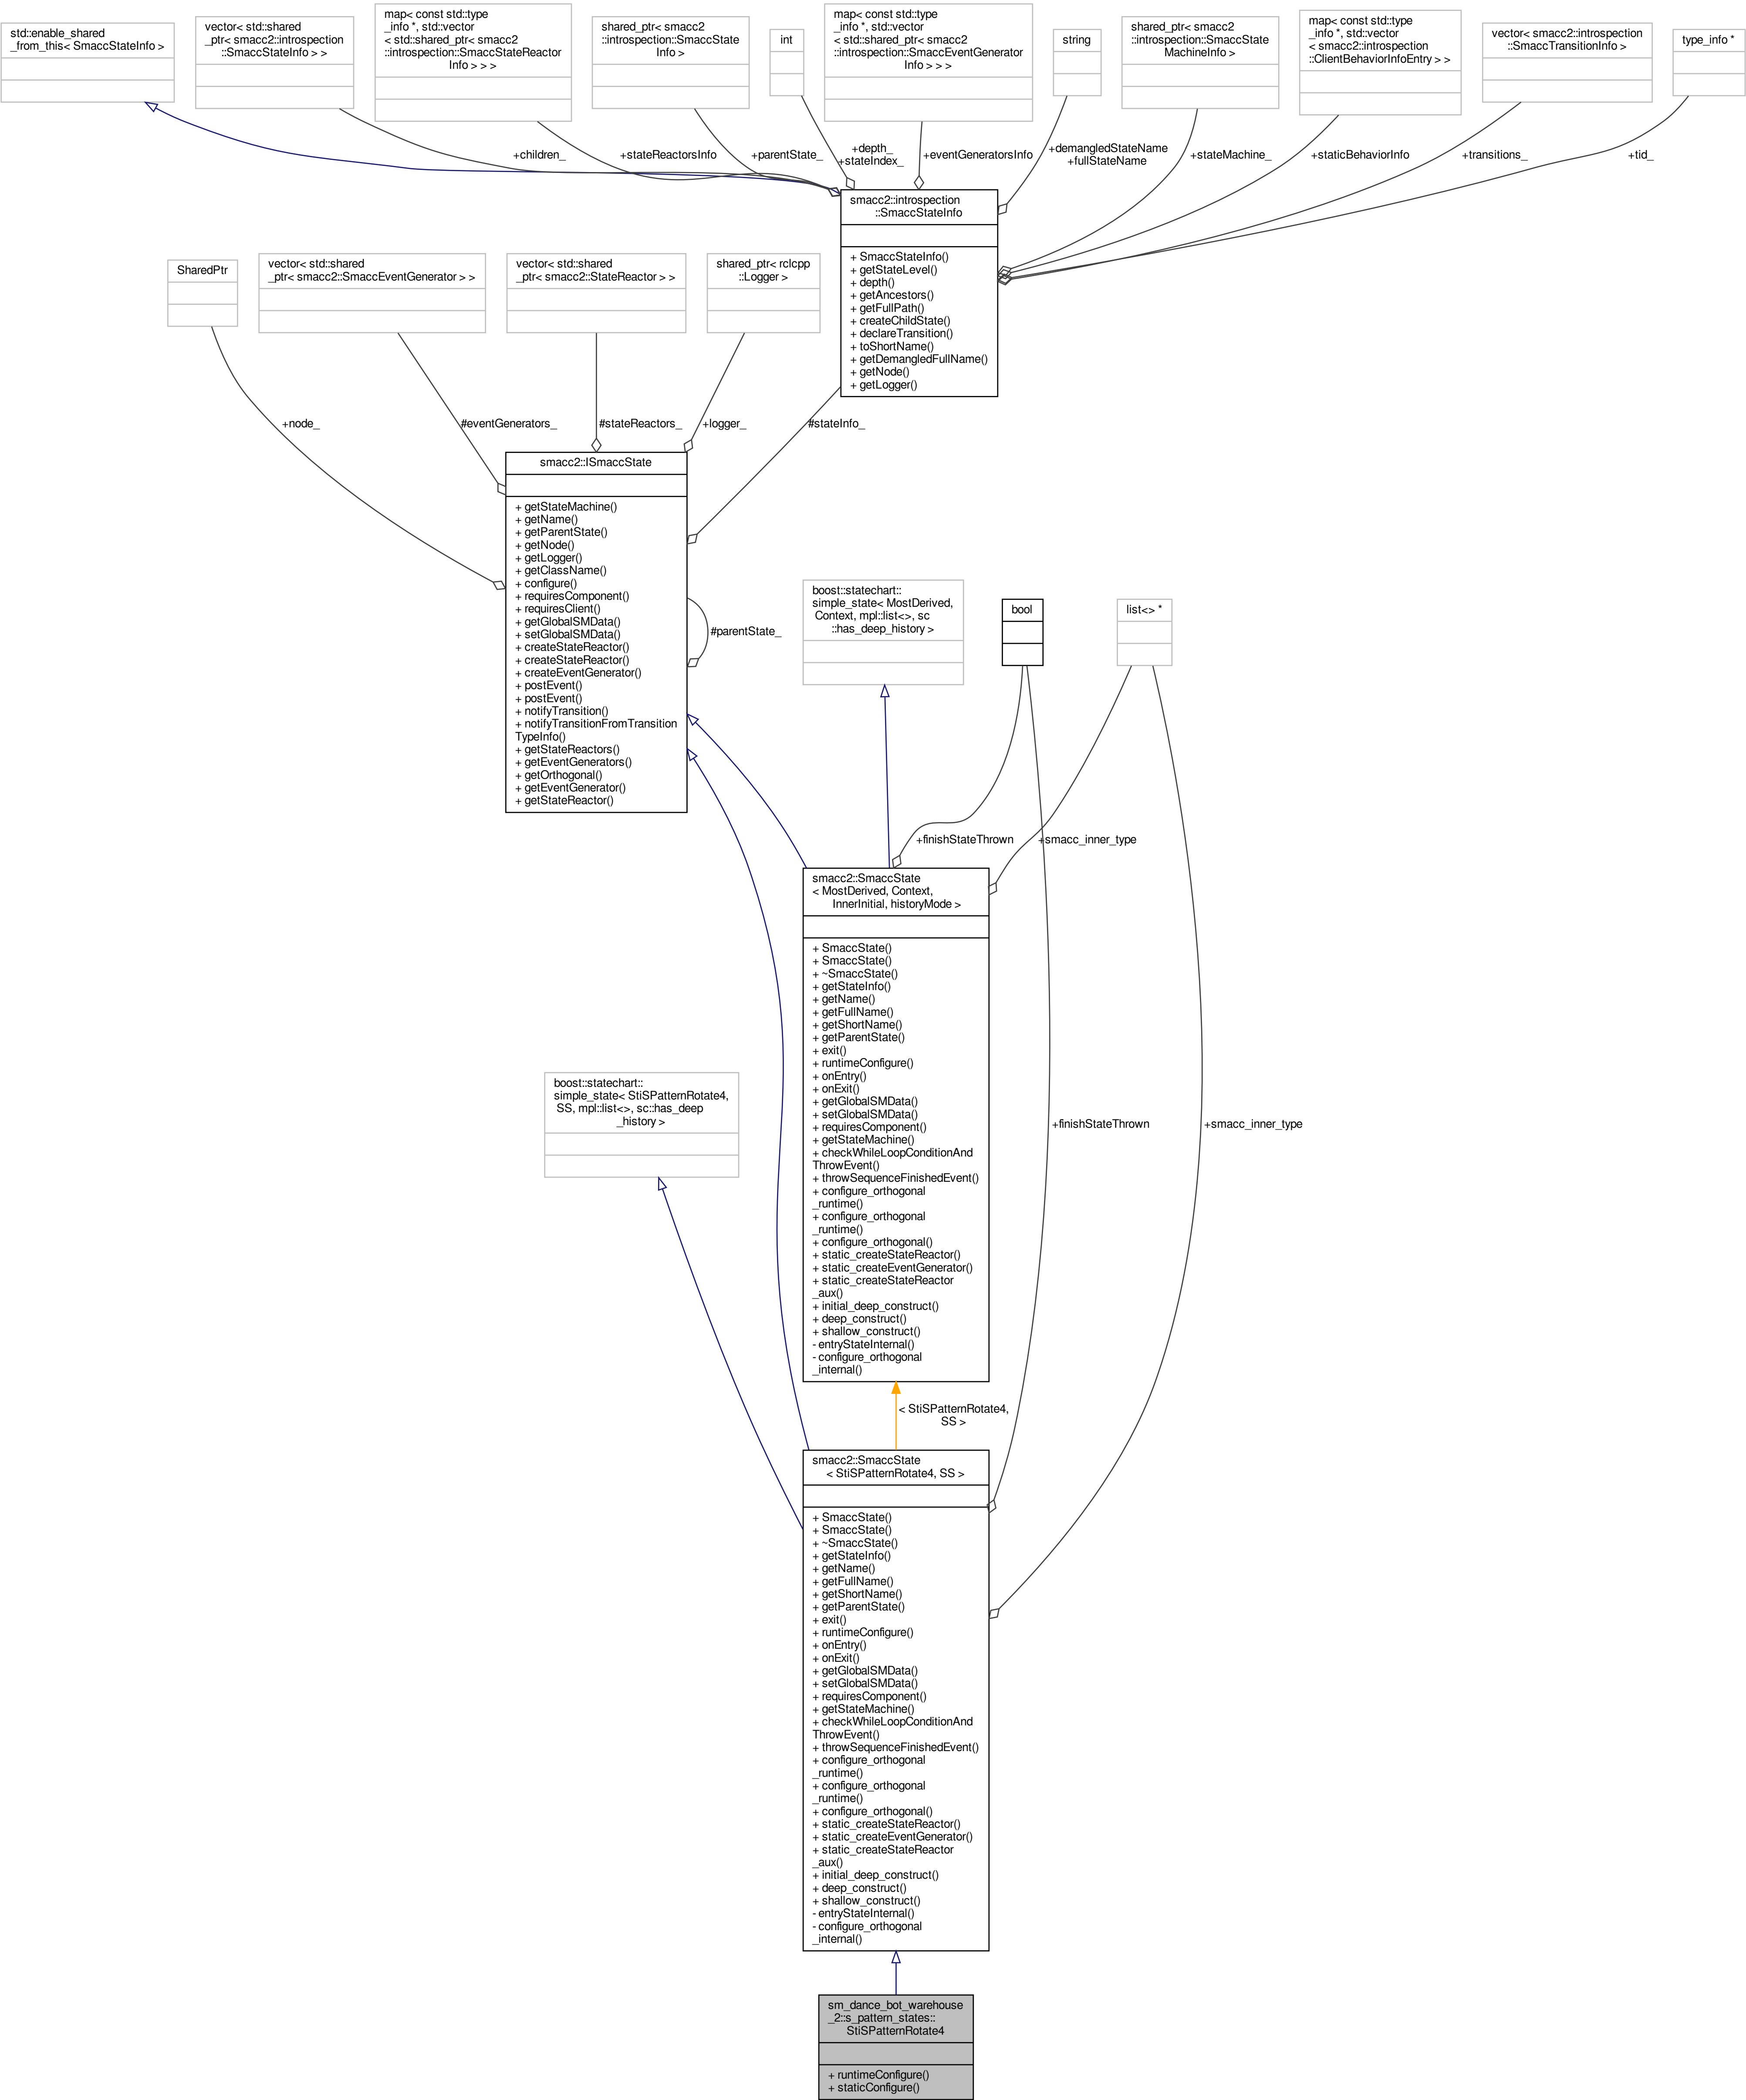 std::enable_shared
_from_this< SmaccStateInfo >
vector< std::shared
_ptr< smacc2::introspection
::SmaccStateInfo > >
map< const std::type
_info *, std::vector
< std::shared_ptr< smacc2
::introspection::SmaccStateReactor
Info > > >
shared_ptr< smacc2
::introspection::SmaccState
Info >
int
map< const std::type
_info *, std::vector
< std::shared_ptr< smacc2
::introspection::SmaccEventGenerator
Info > > >
string
shared_ptr< smacc2
::introspection::SmaccState
MachineInfo >
map< const std::type
_info *, std::vector
< smacc2::introspection
::ClientBehaviorInfoEntry > >
vector< smacc2::introspection
::SmaccTransitionInfo >
type_info *
+children_
+stateReactorsInfo
+parentState_
+depth_
+stateIndex_
+eventGeneratorsInfo
+demangledStateName
+fullStateName
+stateMachine_
+staticBehaviorInfo
+transitions_
+tid_
smacc2::introspection
::SmaccStateInfo
+ SmaccStateInfo()
+ getStateLevel()
+ depth()
+ getAncestors()
+ getFullPath()
+ createChildState()
+ declareTransition()
+ toShortName()
+ getDemangledFullName()
+ getNode()
+ getLogger()
SharedPtr
vector< std::shared
_ptr< smacc2::SmaccEventGenerator > >
vector< std::shared
_ptr< smacc2::StateReactor > >
shared_ptr< rclcpp
::Logger >
+node_
#eventGenerators_
#stateReactors_
+logger_
#stateInfo_
smacc2::ISmaccState
+ getStateMachine()
+ getName()
+ getParentState()
+ getNode()
+ getLogger()
+ getClassName()
+ configure()
+ requiresComponent()
+ requiresClient()
+ getGlobalSMData()
+ setGlobalSMData()
+ createStateReactor()
+ createStateReactor()
+ createEventGenerator()
+ postEvent()
+ postEvent()
+ notifyTransition()
+ notifyTransitionFromTransition
TypeInfo()
+ getStateReactors()
+ getEventGenerators()
+ getOrthogonal()
+ getEventGenerator()
+ getStateReactor()
#parentState_
boost::statechart::
simple_state< MostDerived,
Context, mpl::list<>, sc
::has_deep_history >
bool
list<> *
+finishStateThrown
+smacc_inner_type
smacc2::SmaccState
< MostDerived, Context,
InnerInitial, historyMode >
+ SmaccState()
+ SmaccState()
+ ~SmaccState()
+ getStateInfo()
+ getName()
+ getFullName()
+ getShortName()
+ getParentState()
+ exit()
+ runtimeConfigure()
+ onEntry()
+ onExit()
+ getGlobalSMData()
+ setGlobalSMData()
+ requiresComponent()
+ getStateMachine()
+ checkWhileLoopConditionAnd
ThrowEvent()
+ throwSequenceFinishedEvent()
+ configure_orthogonal
_runtime()
+ configure_orthogonal
_runtime()
+ configure_orthogonal()
+ static_createStateReactor()
+ static_createEventGenerator()
+ static_createStateReactor
_aux()
+ initial_deep_construct()
+ deep_construct()
+ shallow_construct()
- entryStateInternal()
- configure_orthogonal
_internal()
boost::statechart::
simple_state< StiSPatternRotate4,
SS, mpl::list<>, sc::has_deep
_history >
+finishStateThrown
+smacc_inner_type
< StiSPatternRotate4,
SS >
smacc2::SmaccState
< StiSPatternRotate4, SS >
+ SmaccState()
+ SmaccState()
+ ~SmaccState()
+ getStateInfo()
+ getName()
+ getFullName()
+ getShortName()
+ getParentState()
+ exit()
+ runtimeConfigure()
+ onEntry()
+ onExit()
+ getGlobalSMData()
+ setGlobalSMData()
+ requiresComponent()
+ getStateMachine()
+ checkWhileLoopConditionAnd
ThrowEvent()
+ throwSequenceFinishedEvent()
+ configure_orthogonal
_runtime()
+ configure_orthogonal
_runtime()
+ configure_orthogonal()
+ static_createStateReactor()
+ static_createEventGenerator()
+ static_createStateReactor
_aux()
+ initial_deep_construct()
+ deep_construct()
+ shallow_construct()
- entryStateInternal()
- configure_orthogonal
_internal()
sm_dance_bot_warehouse
_2::s_pattern_states::
StiSPatternRotate4
+ runtimeConfigure()
+ staticConfigure()